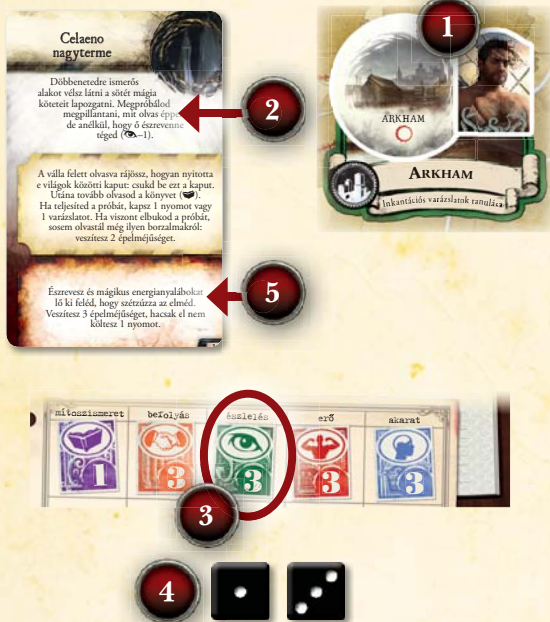 Celaeno
nagyterme
Döbbenetedre ismerős
alakot vélsz látni a sötét mágia
köteteit lapozgatni. Megpróbálod
megpillantani, mit olvas éppen,
de anélkül, hogy ő észrevenne
téged (–1).
A válla felett olvasva rájössz, hogyan nyitotta
e világok közötti kaput: csukd be ezt a kaput.
Utána tovább olvasod a könyvet ().
Ha teljesíted a próbát, kapsz 1 nyomot vagy
1 varázslatot. Ha viszont elbukod a próbát,
sosem olvastál még ilyen borzalmakról:
veszítesz 2 épelméjűséget.
Észrevesz és mágikus energianyalábokat
lő ki feléd, hogy szétzúzza az elméd.
Veszítesz 3 épelméjűséget, hacsak el nem
költesz 1 nyomot.
2
5
1
ARKHAM
ARKHAM
Inkantációs varázslatok tanulása
mítoszismeret befolyás észlelés erő akarat
1 3 3 3 3
3
4